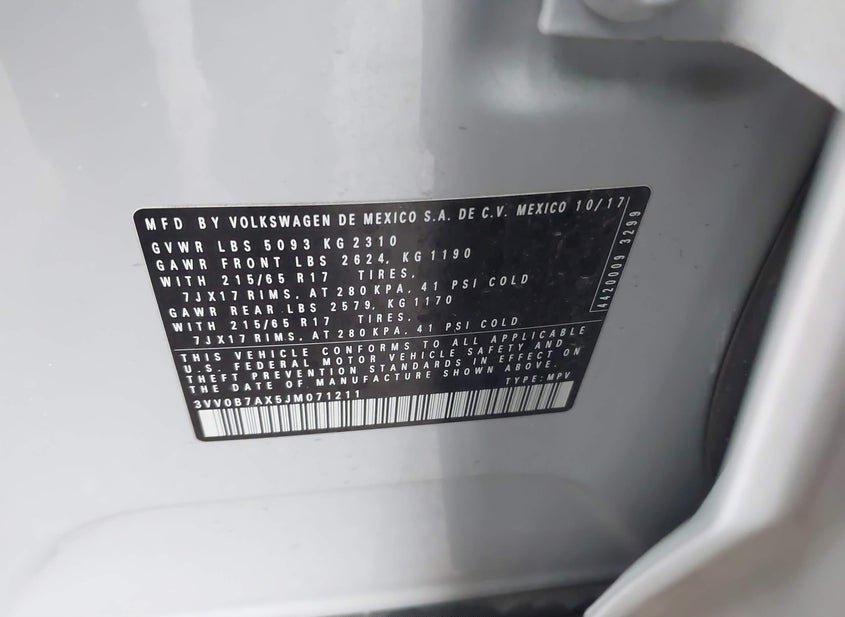 MFD BY VOLKSWAGEN DE MEXICO S.A. DE C.V. MEXICO 10/17
GVWR LBS 5093 KG 2310
GAWR FRONT LBS 2624, KG 1190
WITH 215/65 R17 TIRES,
7JX17 RIMS, AT 280 KPA, 41 PSI COLD
GAWR REAR LBS 2579, KG 1170
WITH 215/65 R17 TIRES,
7JX17 RIMS, AT 280 KPA, 41 PSI COLD
THIS VEHICLE CONFORMS TO ALL APPLICABLE
U.S. FEDERAL MOTOR VEHICLE SAFETY AND
THEFT PREVENTION STANDARDS IN EFFECT ON
THE DATE OF MANUFACTURE SHOWN ABOVE.
3VV0B7AX5JM071211 TYPE: MPV
4420009 3299